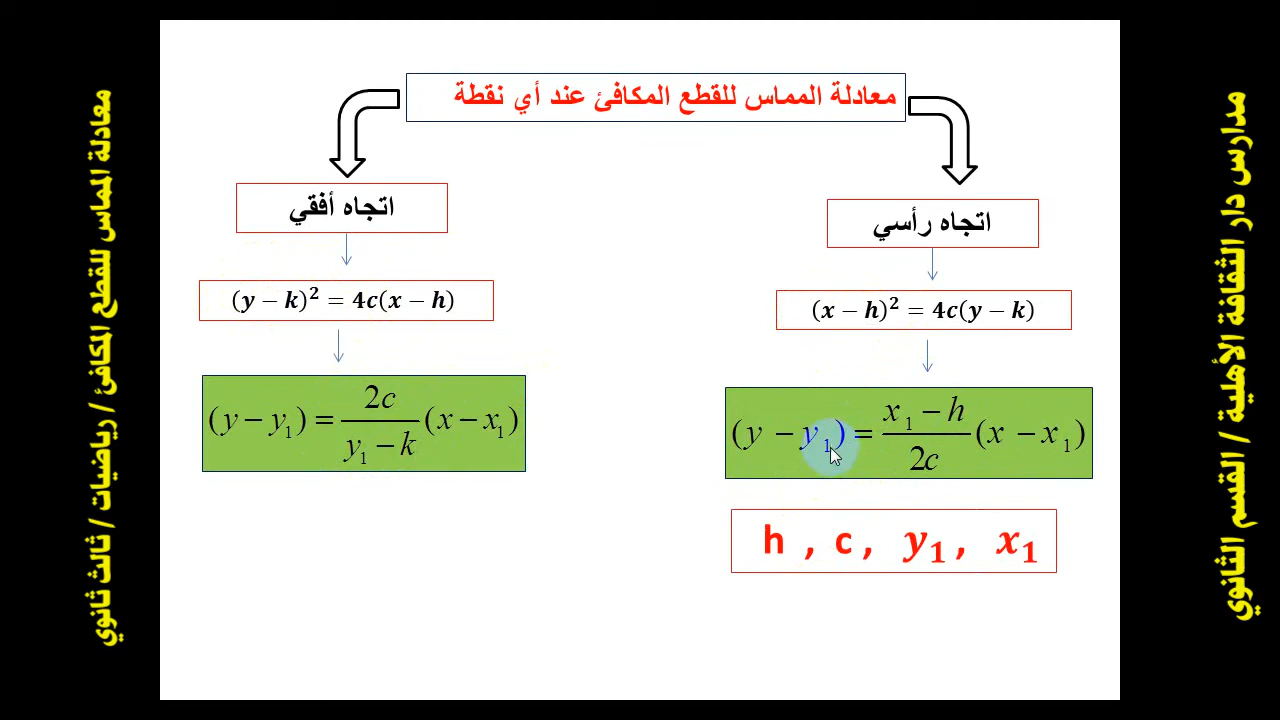 معادلة المماس للقطع المكافئ عند أي نقطة
اتجاه رأسي
(x − h)² = 4c(y − k)
(y − y₁) = \frac{x₁ − h}{2c}(x − x₁)
h , c , y₁ , x₁
اتجاه أفقي
(y − k)² = 4c(x − h)
(y − y₁) = \frac{2c}{y₁ − k}(x − x₁)
مدارس دار الثقافة الأهلية / القسم الثانوي
معادلة المماس للقطع المكافئ / رياضيات / ثالث ثانوي